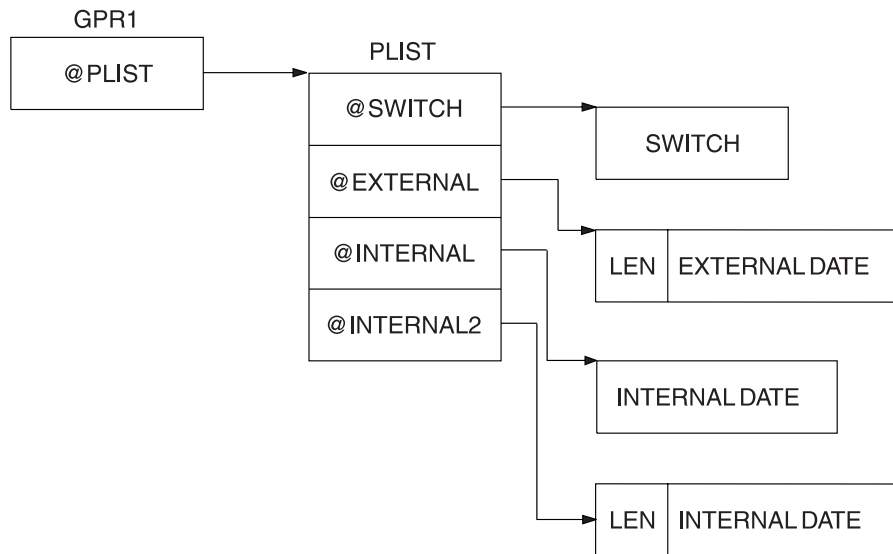 GPR1
@PLIST
PLIST
@SWITCH
SWITCH
@EXTERNAL
LEN EXTERNAL DATE
@INTERNAL
INTERNAL DATE
@INTERNAL2
LEN INTERNAL DATE